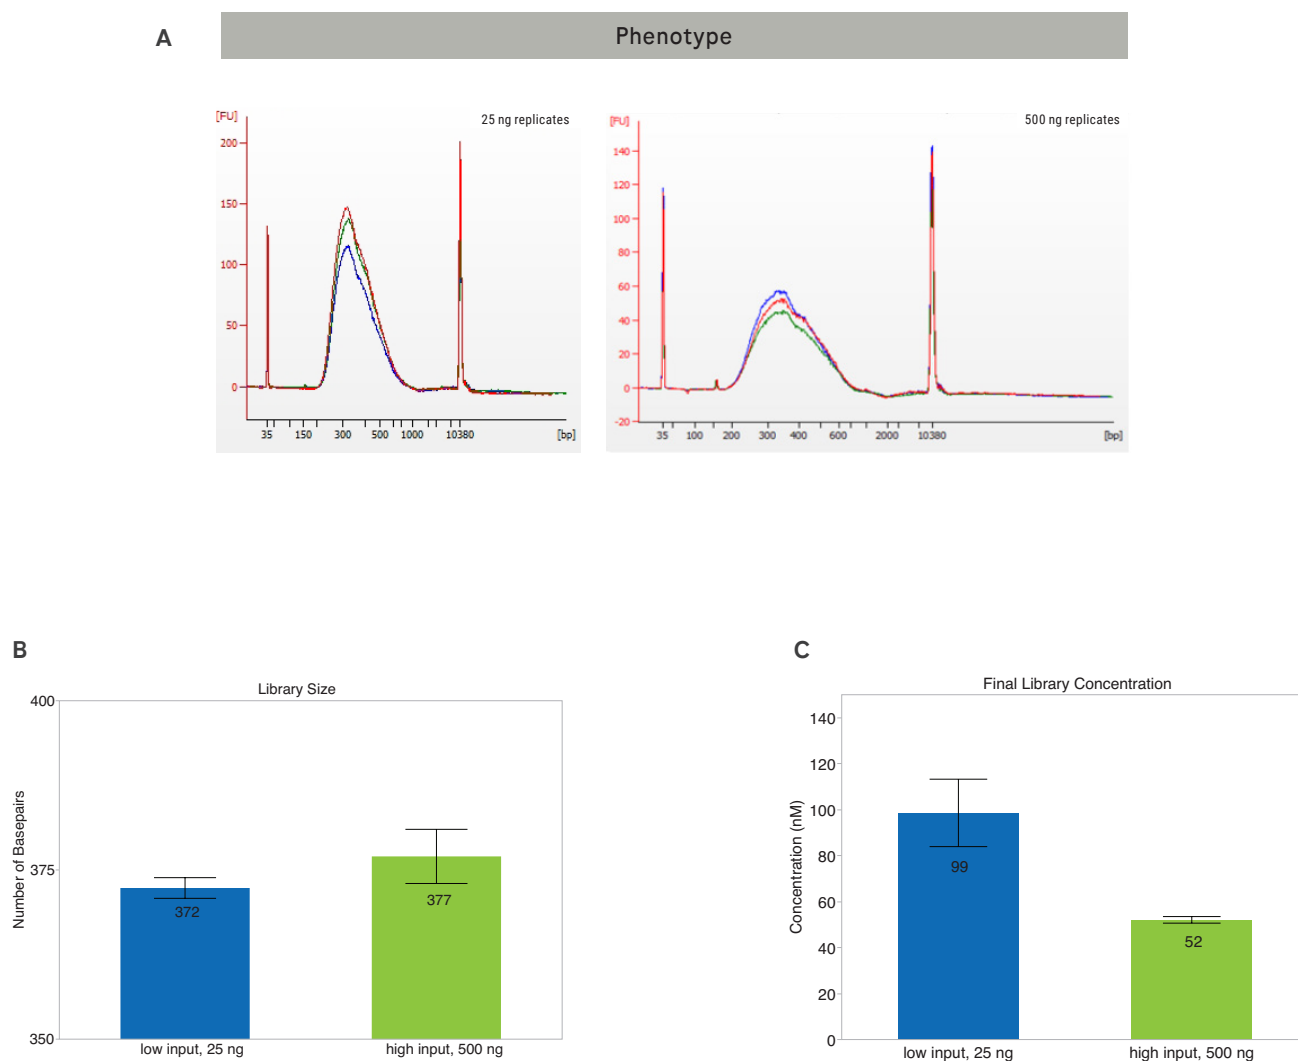 A
Phenotype
[FU]
25 ng replicates
200
150
100
50
0
35 150 300 500 1000 10380 [bp]
[FU]
500 ng replicates
140
120
100
80
60
40
20
0
-20
35 100 200 300 400 600 2000 10380 [bp]
B
Library Size
Number of Basepairs
400
375
350
372
377
low input, 25 ng
high input, 500 ng
C
Final Library Concentration
Concentration (nM)
140
120
100
80
60
40
20
0
99
52
low input, 25 ng
high input, 500 ng